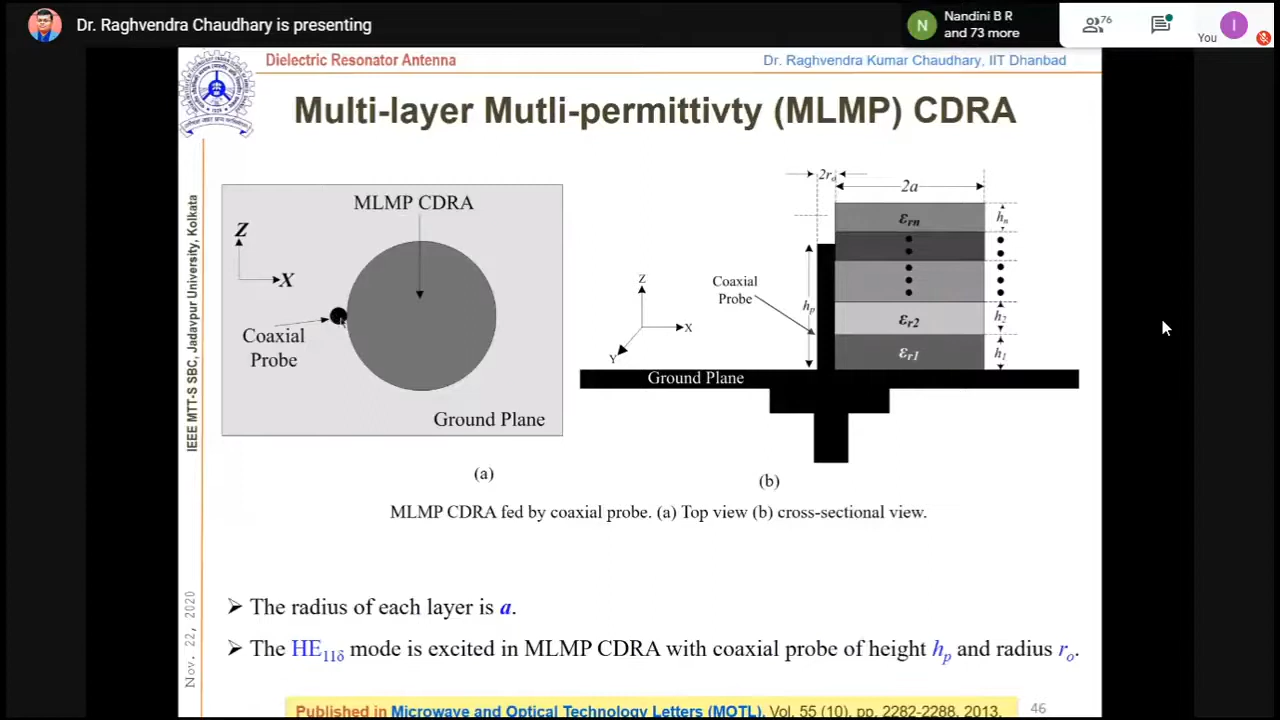 Dr. Raghvendra Chaudhary is presenting
N
Nandini B R
and 73 more
76
You
I
Dielectric Resonator Antenna
Dr. Raghvendra Kumar Chaudhary, IIT Dhanbad
Multi-layer Mutli-permittivty (MLMP) CDRA
IEEE MTT-S SBC, Jadavpur University, Kolkata
Nov. 22, 2020
MLMP CDRA
Z
X
Coaxial
Probe
Ground Plane
(a)
2rₒ
2a
εrn
hn
Coaxial
Probe
Z
X
Y
hp
εr2
h2
εr1
h1
Ground Plane
(b)
MLMP CDRA fed by coaxial probe. (a) Top view (b) cross-sectional view.
➢ The radius of each layer is a.
➢ The HE11δ mode is excited in MLMP CDRA with coaxial probe of height hp and radius ro.
Published in Microwave and Optical Technology Letters (MOTL), Vol. 55 (10), pp. 2282-2288, 2013.
46